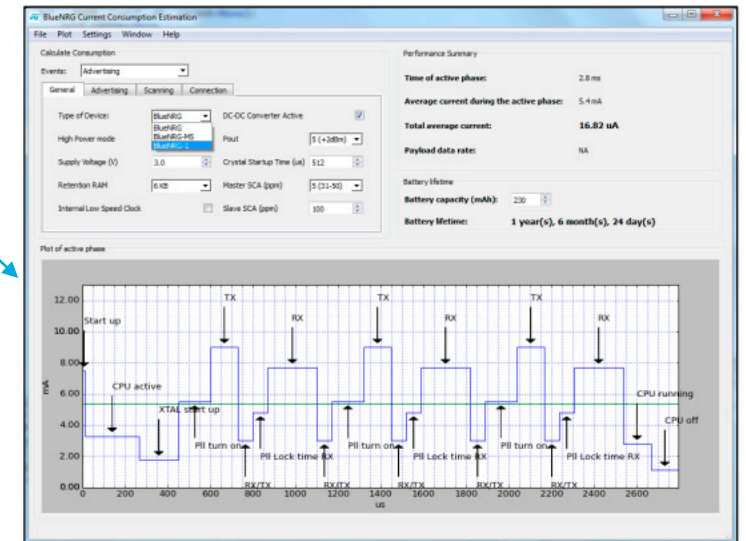 BlueNRG Current Consumption Estimation
File Plot Settings Window Help
Calculate Consumption
Events: Advertising
General Advertising Scanning Connection
Type of Device: BlueNRG DC-DC Converter Active
BlueNRG
BlueNRG-MS
BlueNRG-1
High Power mode Pout 5 (+2dBm)
Supply Voltage (V) 3.0 Crystal Startup Time (us) 512
Retention RAM 6 KB Master SCA (ppm) 5 (31-50)
Internal Low Speed Clock Slave SCA (ppm) 100
Performance Summary
Time of active phase: 2.8 ms
Average current during the active phase: 5.4 mA
Total average current: 16.82 uA
Payload data rate: NA
Battery lifetime
Battery capacity (mAh): 230
Battery lifetime: 1 year(s), 6 month(s), 24 day(s)
Plot of active phase
12.00
10.00
8.00
6.00
4.00
2.00
0.00
mA
Start up
TX
TX
TX
RX
RX
RX
CPU active
XTAL start up
CPU running
CPU off
Pll turn on
Pll turn on
Pll turn on
Pll Lock time RX
Pll Lock time RX
Pll Lock time RX
RX/TX
RX/TX
RX/TX
RX/TX
RX/TX
0 200 400 600 800 1000 1200 1400 1600 1800 2000 2200 2400 2600
us